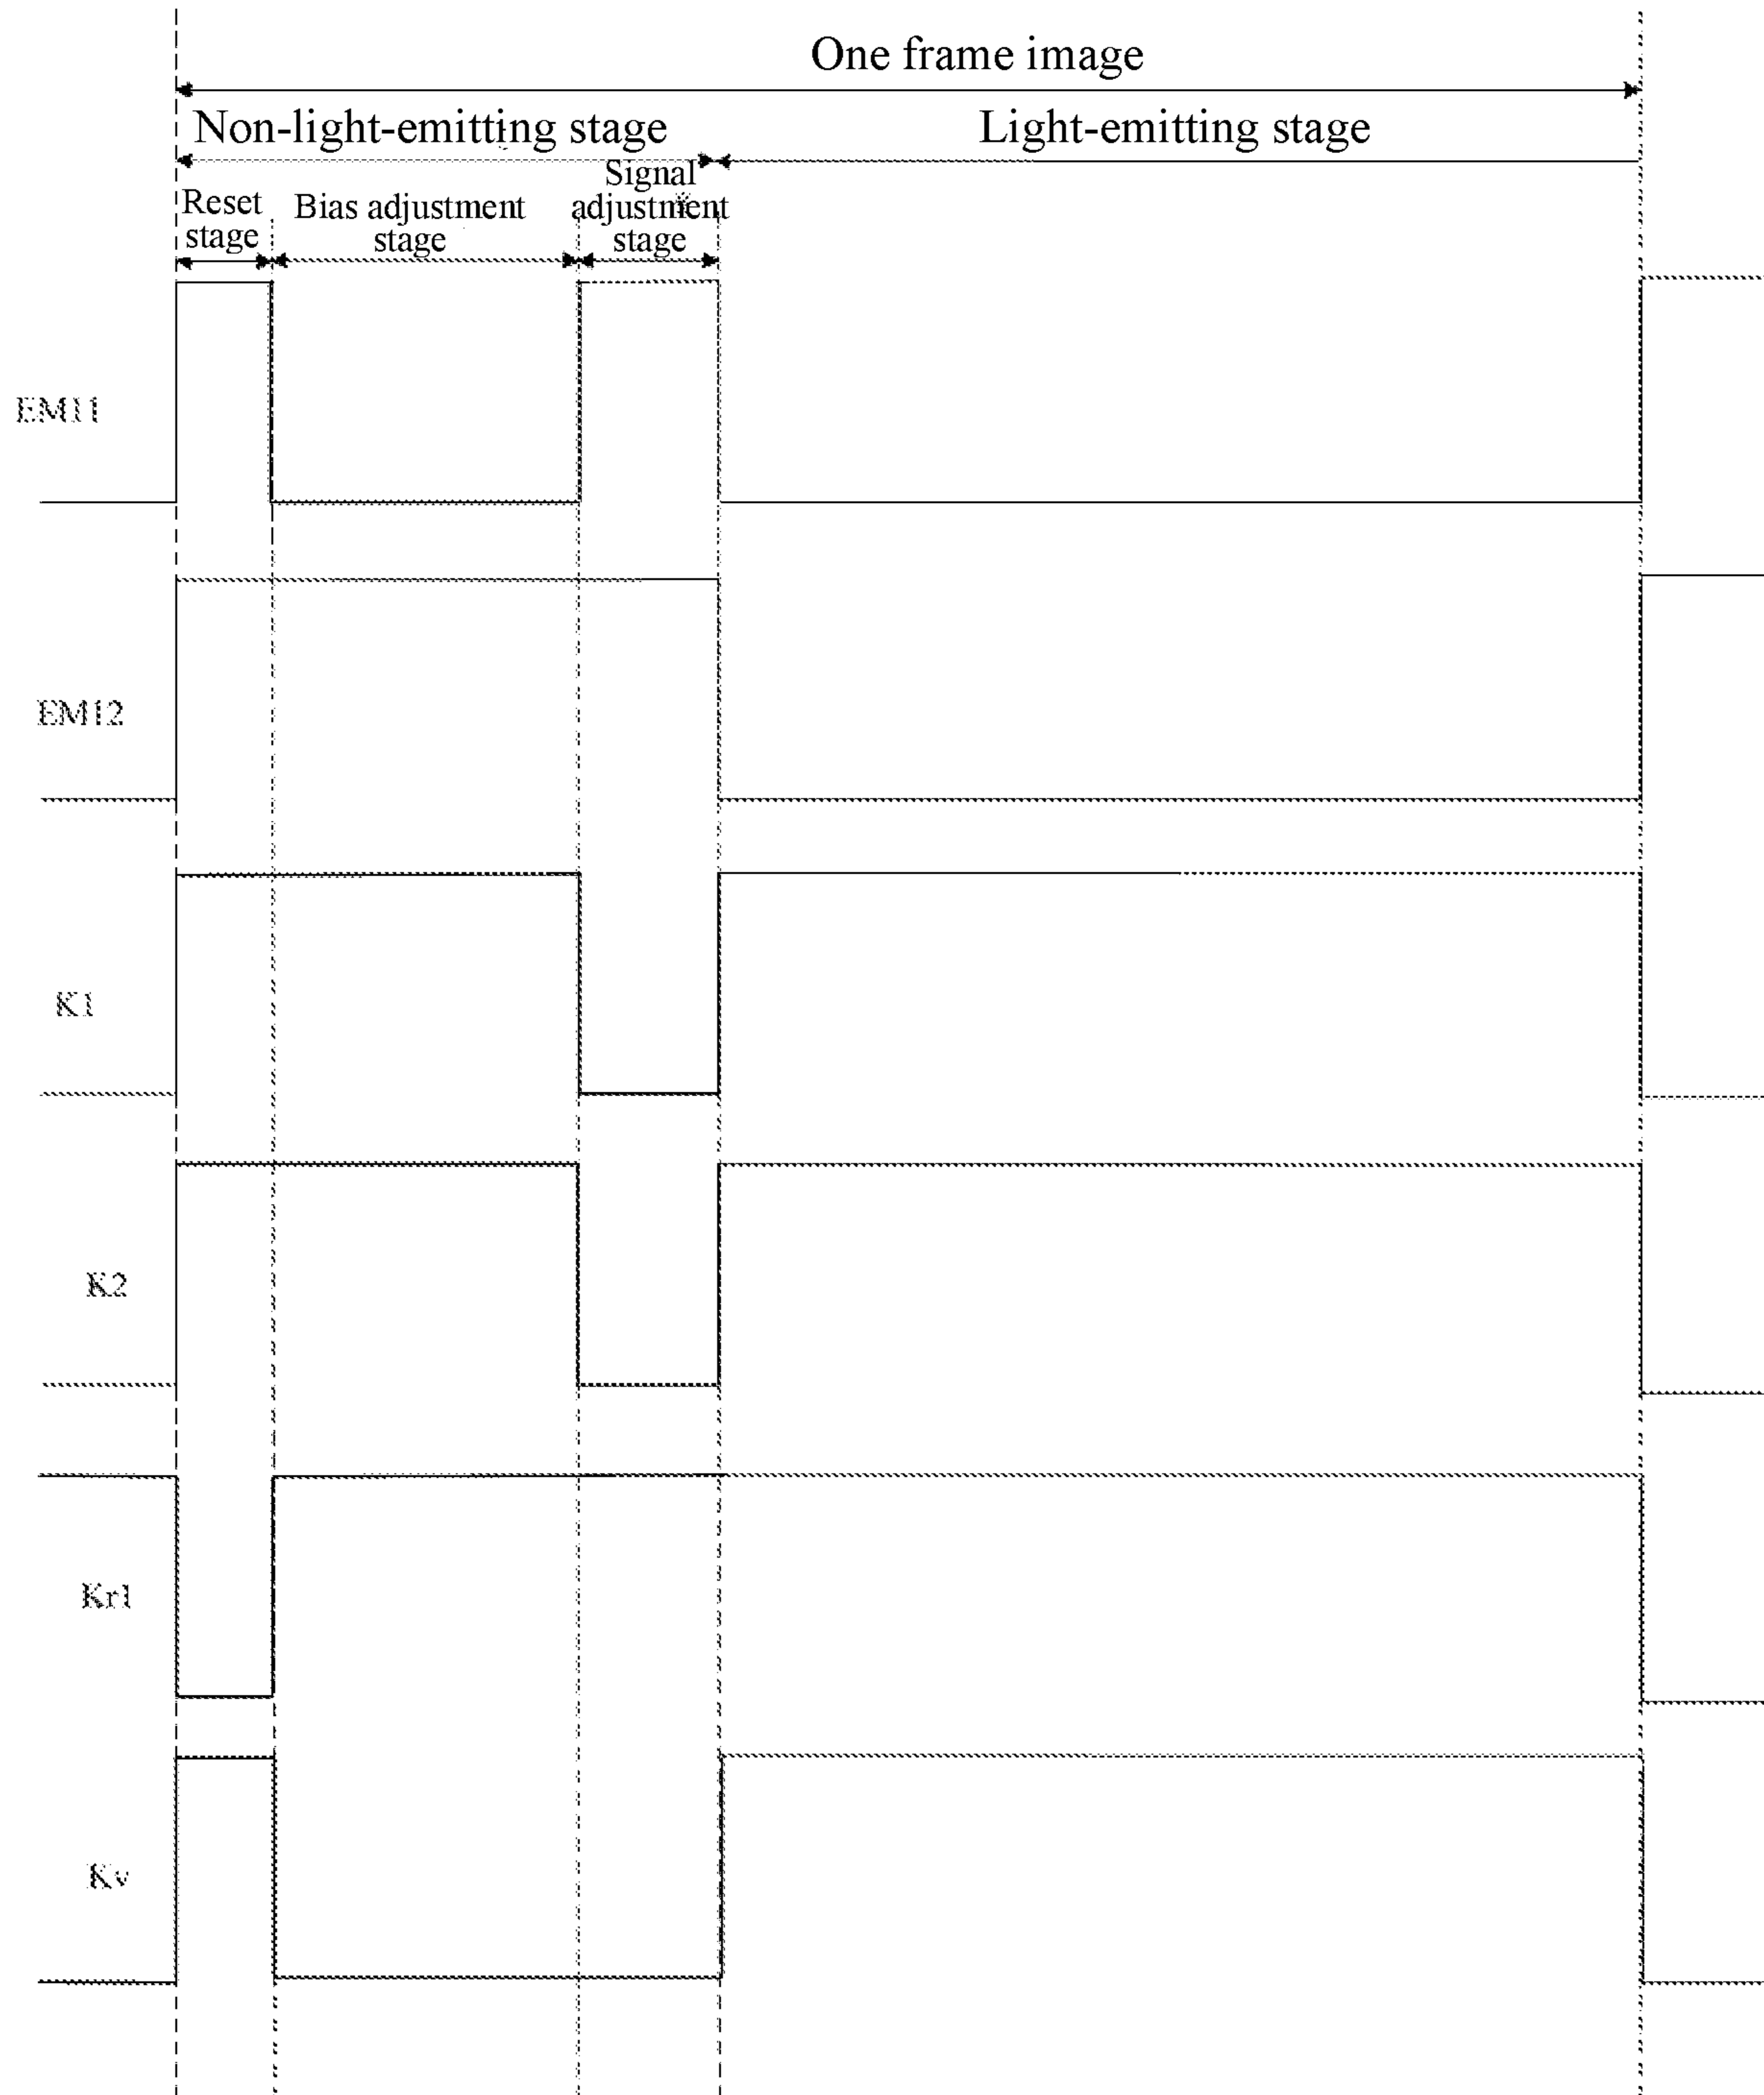 One frame image
Non-light-emitting stage
Light-emitting stage
Reset
stage
Bias adjustment
stage
Signal
adjustment
stage
EM11
EM12
K1
K2
Kr1
Kv